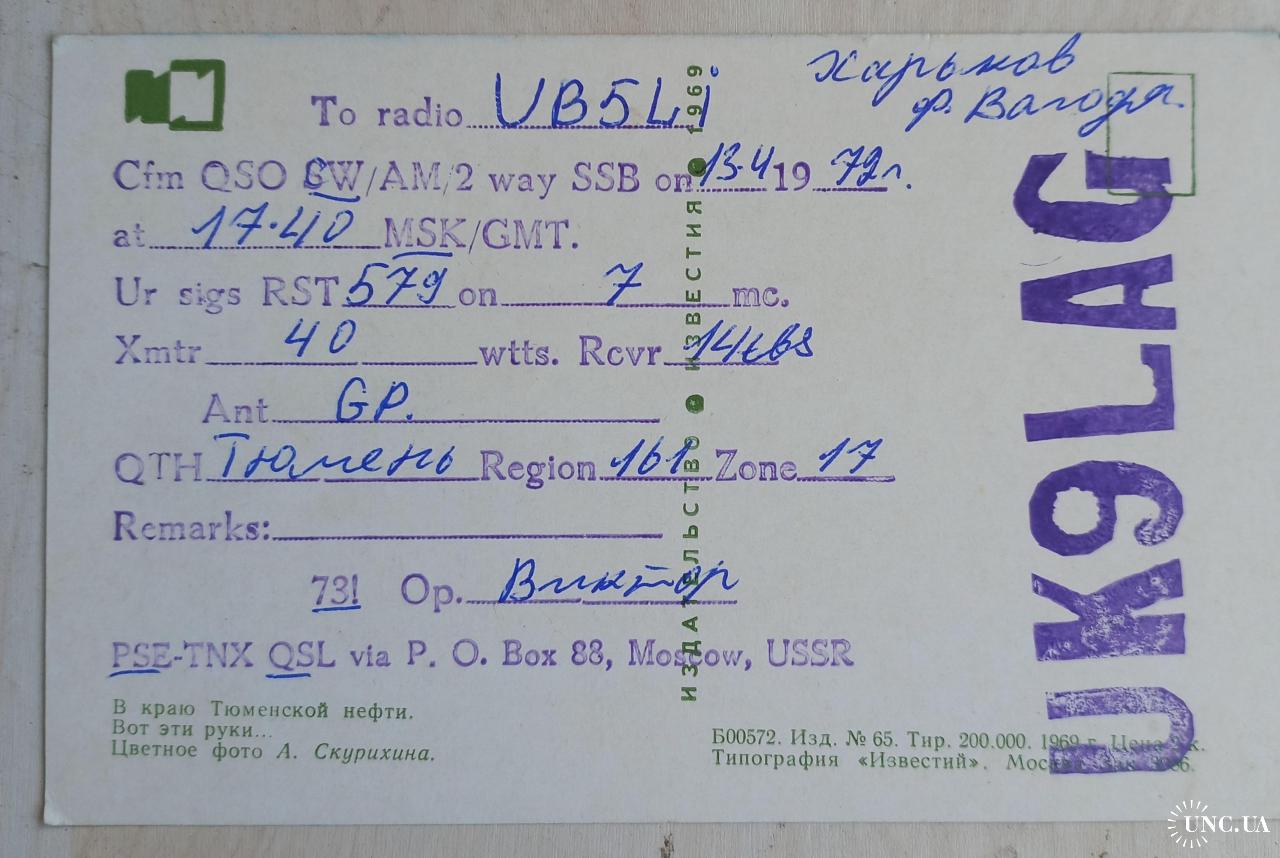 Харьков
To radio UB5Li
Cfm QSO CW/AM/2 way SSB on 13.4 1972г.
at 17.40 MSK/GMT.
Ur sigs RST 579 on 7 mc.
Xmtr 40 wtts. Rcvr 14
Ant GP.
QTH Тюмень Region 161 Zone 17
Remarks:
73! Op. Виктор
PSE-TNX QSL via P. O. Box 88, Moscow, USSR
В краю Тюменской нефти.
Вот эти руки...
Цветное фото А. Скурихина.
ИЗДАТЕЛЬСТВО ● ИЗВЕСТИЯ ● 1969
Б00572. Изд. № 65. Тир. 200.000. 1969 г. Цена к.
Типография «Известий». Москва. Зак.
UK9LAG
UNC.UA